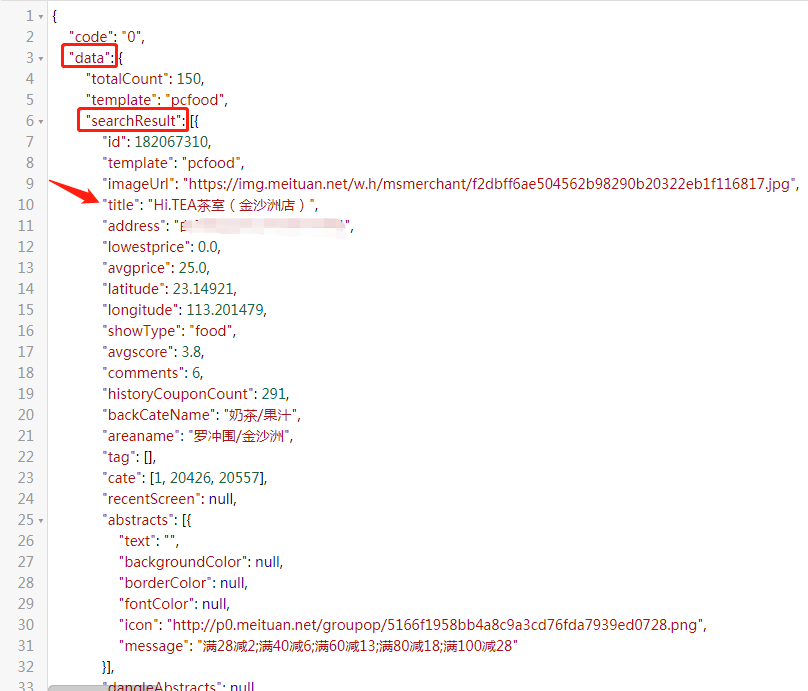 1 {
2 "code": "0",
3 "data": {
4 "totalCount": 150,
5 "template": "pcfood",
6 "searchResult": [{
7 "id": 182067310,
8 "template": "pcfood",
9 "imageUrl": "https://img.meituan.net/w.h/msmerchant/f2dbff6ae504562b98290b20322eb1f116817.jpg",
10 "title": "Hi.TEA茶室（金沙洲店）",
11 "address": "白 ",
12 "lowestprice": 0.0,
13 "avgprice": 25.0,
14 "latitude": 23.14921,
15 "longitude": 113.201479,
16 "showType": "food",
17 "avgscore": 3.8,
18 "comments": 6,
19 "historyCouponCount": 291,
20 "backCateName": "奶茶/果汁",
21 "areaname": "罗冲围/金沙洲",
22 "tag": [],
23 "cate": [1, 20426, 20557],
24 "recentScreen": null,
25 "abstracts": [{
26 "text": "",
27 "backgroundColor": null,
28 "borderColor": null,
29 "fontColor": null,
30 "icon": "http://p0.meituan.net/groupop/5166f1958bb4a8c9a3cd76fda7939ed0728.png",
31 "message": "满28减2;满40减6;满60减13;满80减18;满100减28"
32 }],
33 "dangleAbstracts": null